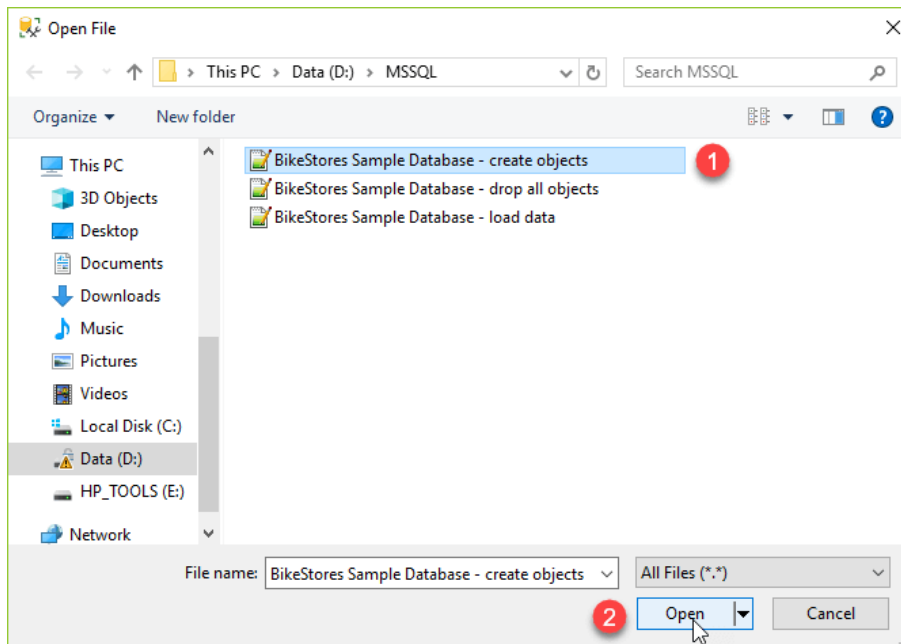 Open File
This PC > Data (D:) > MSSQL
Search MSSQL
Organize
New folder
?
This PC
3D Objects
Desktop
Documents
Downloads
Music
Pictures
Videos
Local Disk (C:)
Data (D:)
HP_TOOLS (E:)
Network
BikeStores Sample Database - create objects
1
BikeStores Sample Database - drop all objects
BikeStores Sample Database - load data
File name:
BikeStores Sample Database - create objects
All Files (*.*)
2
Open
Cancel